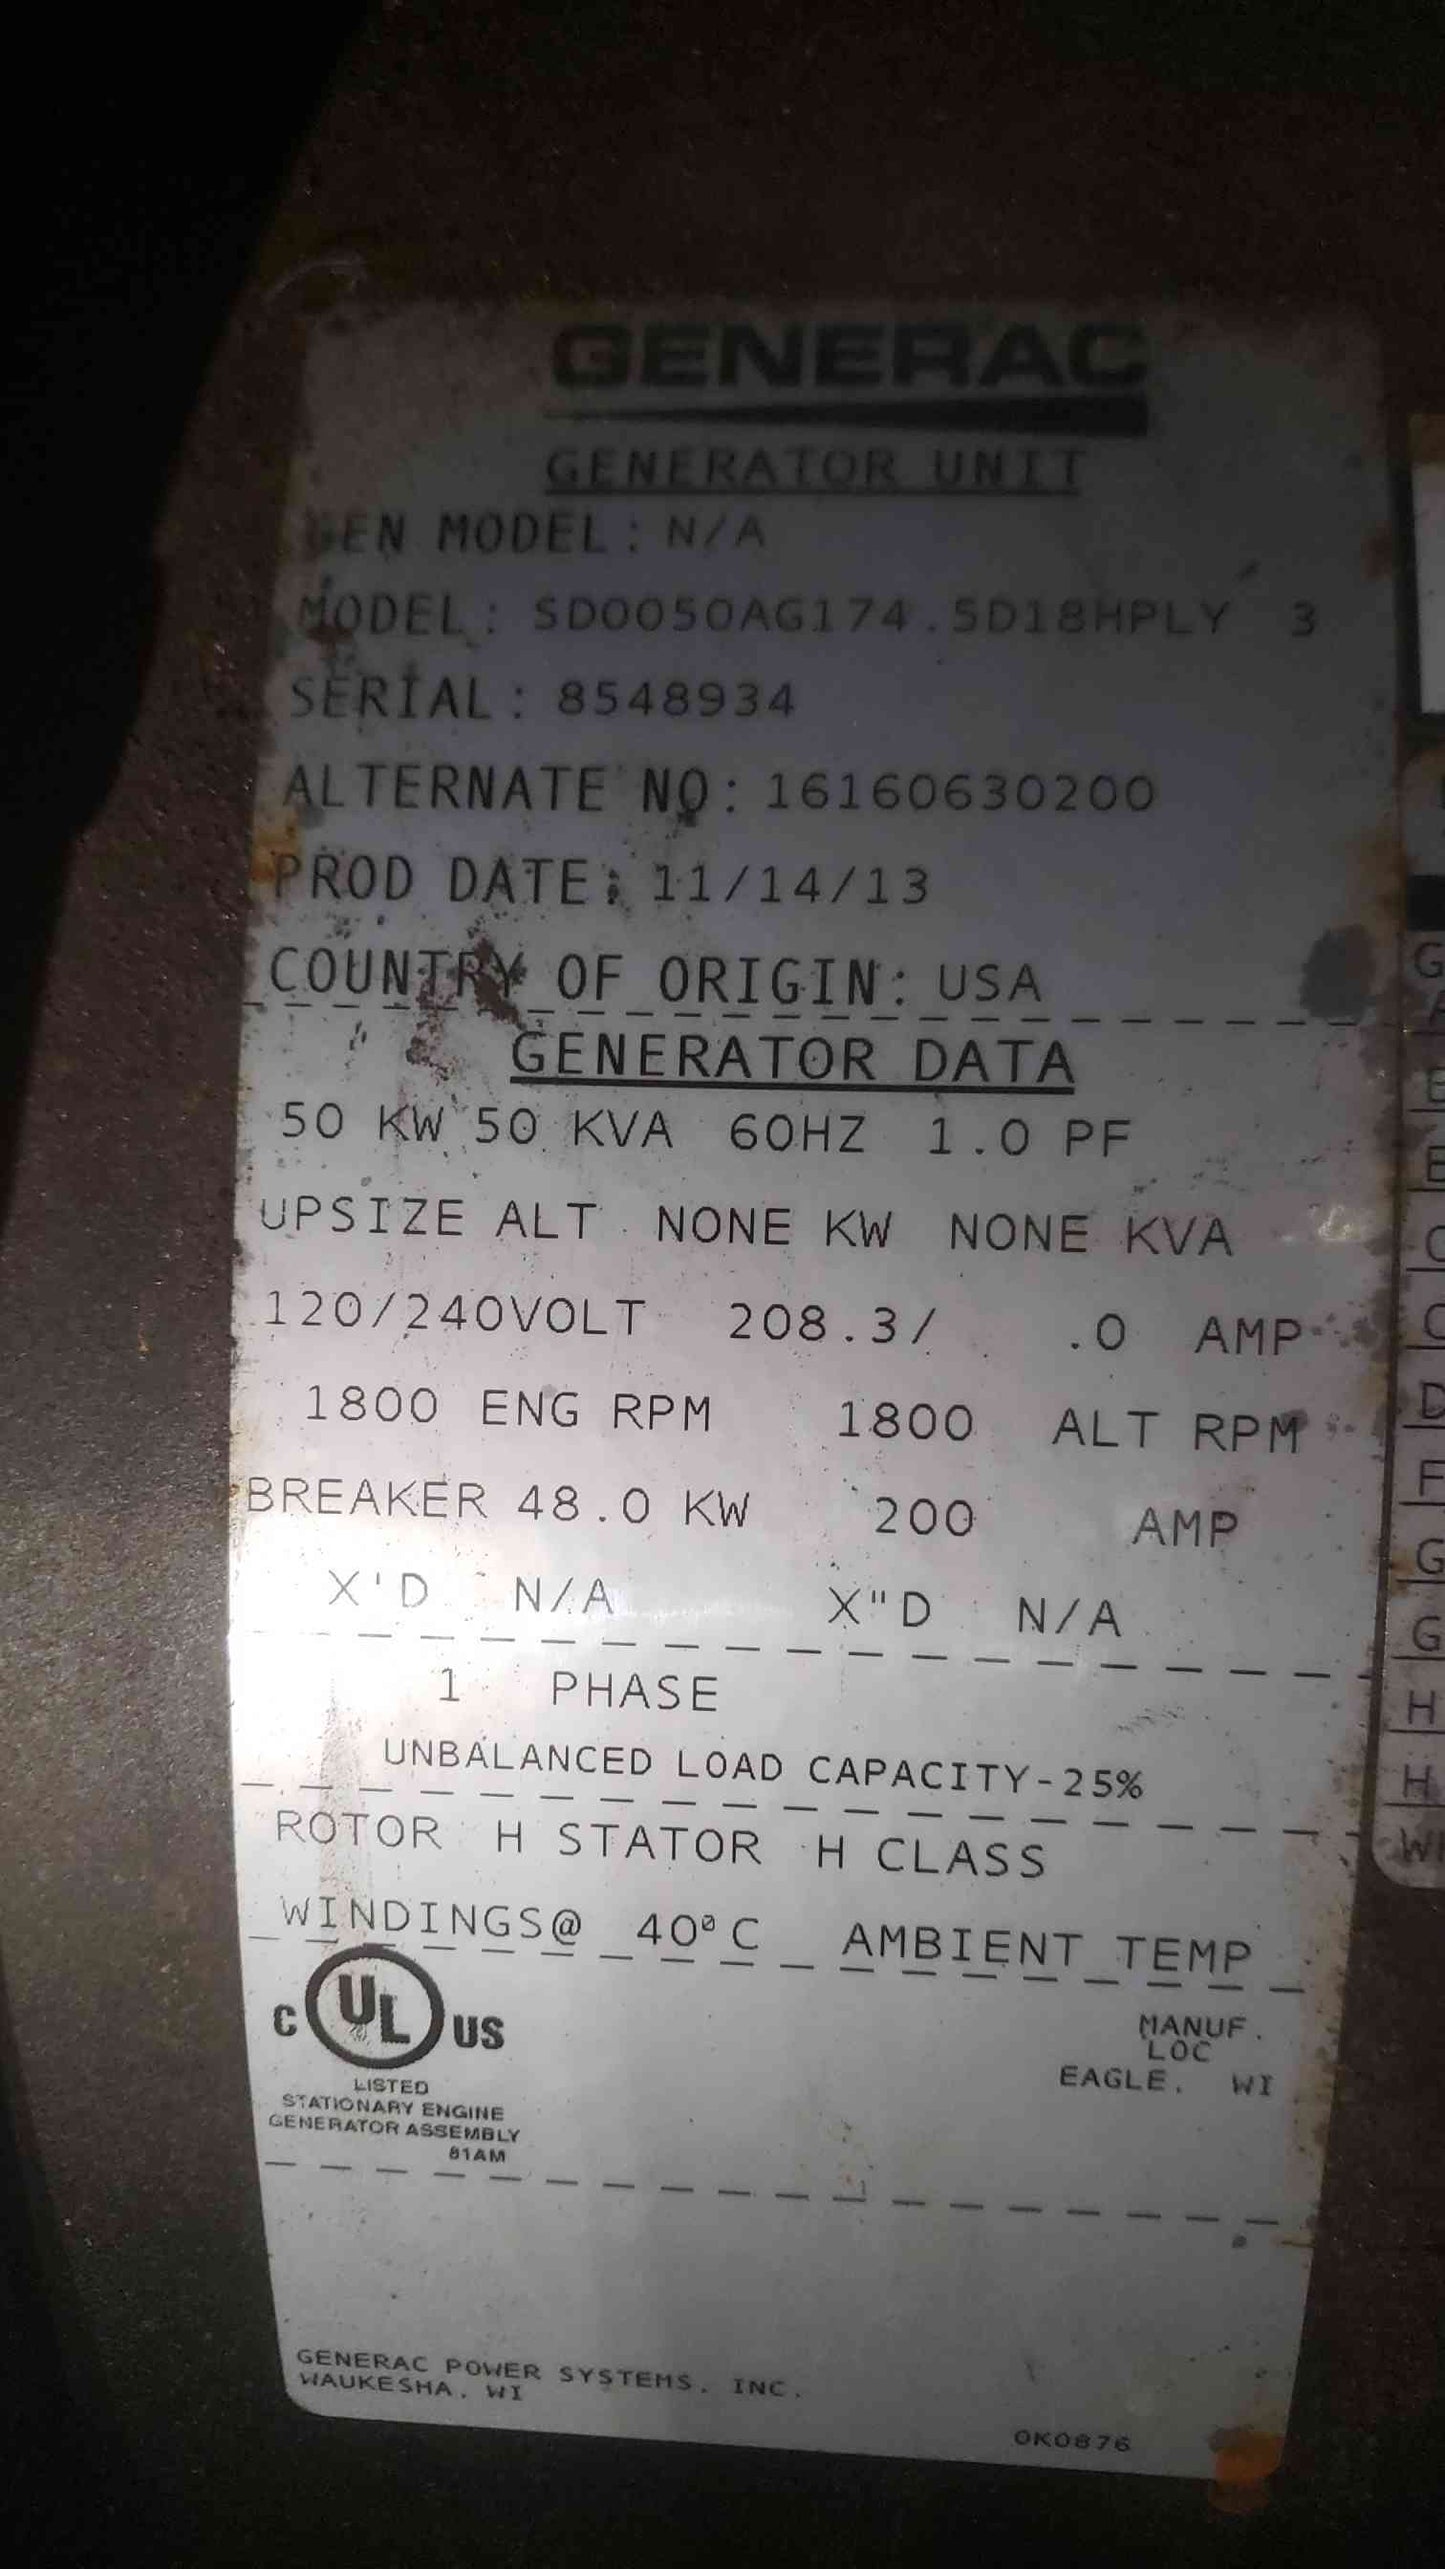 GENERAC
GENERATOR UNIT
GEN MODEL: N/A
MODEL: SD0050AG174.5D18HPLY 3
SERIAL: 8548934
ALTERNATE NO: 16160630200
PROD DATE: 11/14/13
COUNTRY OF ORIGIN: USA
GENERATOR DATA
50 KW 50 KVA 60HZ 1.0 PF
UPSIZE ALT NONE KW NONE KVA
120/240VOLT 208.3/ .0 AMP
1800 ENG RPM 1800 ALT RPM
BREAKER 48.0 KW 200 AMP
X'D N/A X"D N/A
1 PHASE
UNBALANCED LOAD CAPACITY-25%
ROTOR H STATOR H CLASS
WINDINGS@ 40°C AMBIENT TEMP
C UL US
LISTED
STATIONARY ENGINE
GENERATOR ASSEMBLY
81AM
MANUF.
LOC
EAGLE, WI
GENERAC POWER SYSTEMS, INC.
WAUKESHA, WI
0K0876